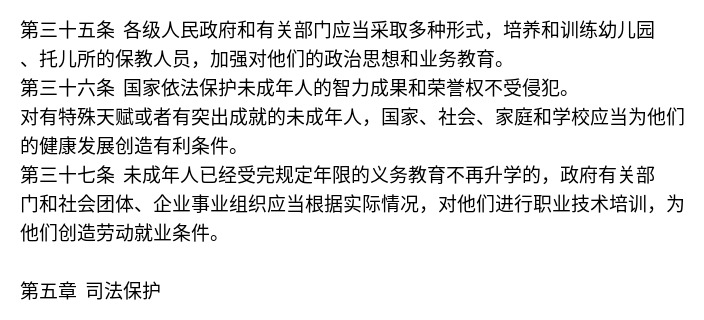 第三十五条 各级人民政府和有关部门应当采取多种形式，培养和训练幼儿园
、托儿所的保教人员，加强对他们的政治思想和业务教育。
第三十六条 国家依法保护未成年人的智力成果和荣誉权不受侵犯。
对有特殊天赋或者有突出成就的未成年人，国家、社会、家庭和学校应当为他们
的健康发展创造有利条件。
第三十七条 未成年人已经受完规定年限的义务教育不再升学的，政府有关部
门和社会团体、企业事业组织应当根据实际情况，对他们进行职业技术培训，为
他们创造劳动就业条件。
第五章 司法保护